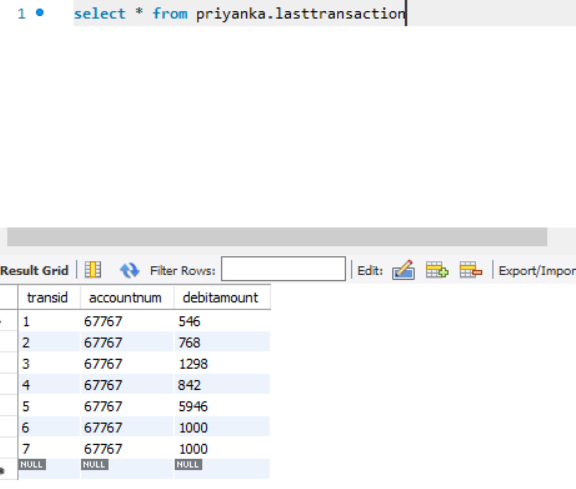 1 select * from priyanka.lasttransaction
Result Grid Filter Rows: Edit: Export/Impor
transid accountnum debitamount
1 67767 546
2 67767 768
3 67767 1298
4 67767 842
5 67767 5946
6 67767 1000
7 67767 1000
NULL NULL NULL